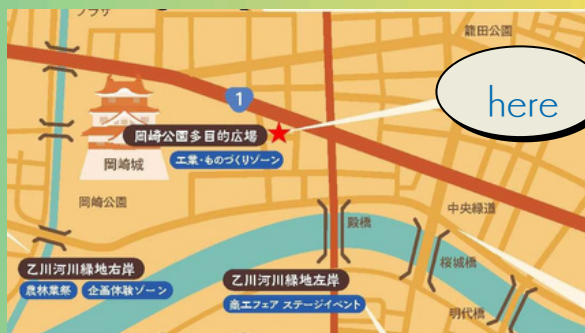 プラザ
籠田公園
here
1
岡崎公園多目的広場
工業・ものづくりゾーン
岡崎城
岡崎公園
中央緑道
殿橋
桜城橋
乙川河川緑地右岸
農林業祭 企画体験ゾーン
乙川河川緑地左岸
商工フェア ステージイベント
明代橋